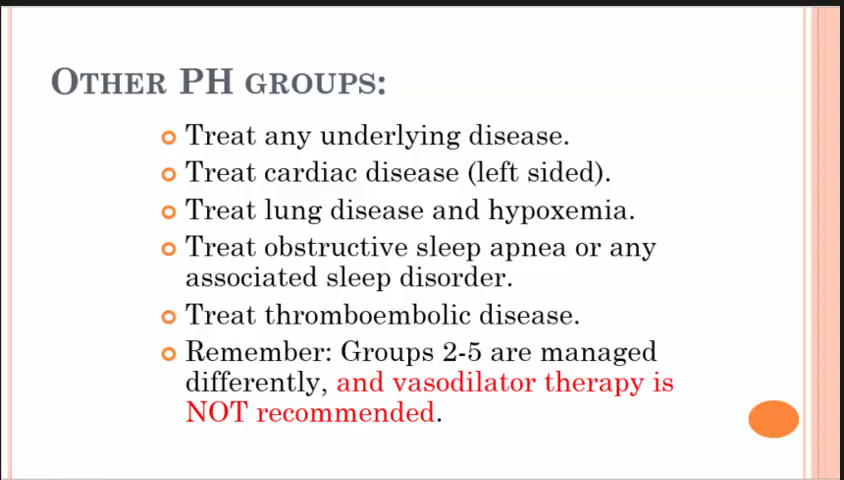 OTHER PH GROUPS:
Treat any underlying disease.
Treat cardiac disease (left sided).
Treat lung disease and hypoxemia.
Treat obstructive sleep apnea or any
associated sleep disorder.
Treat thromboembolic disease.
Remember: Groups 2-5 are managed
differently, and vasodilator therapy is
NOT recommended.